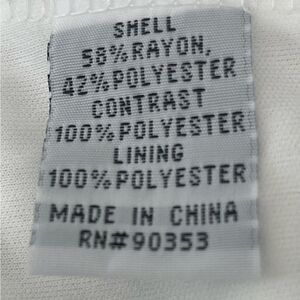 SHELL
58%RAYON,
42%POLYESTER
CONTRAST
100%POLYESTER
LINING
100%POLYESTER
MADE IN CHINA
RN#90353